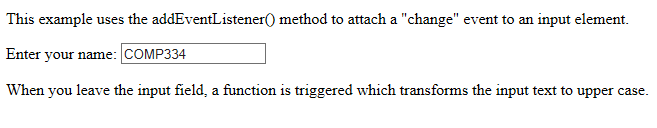 This example uses the addEventListener() method to attach a "change" event to an input element.
Enter your name: COMP334
When you leave the input field, a function is triggered which transforms the input text to upper case.